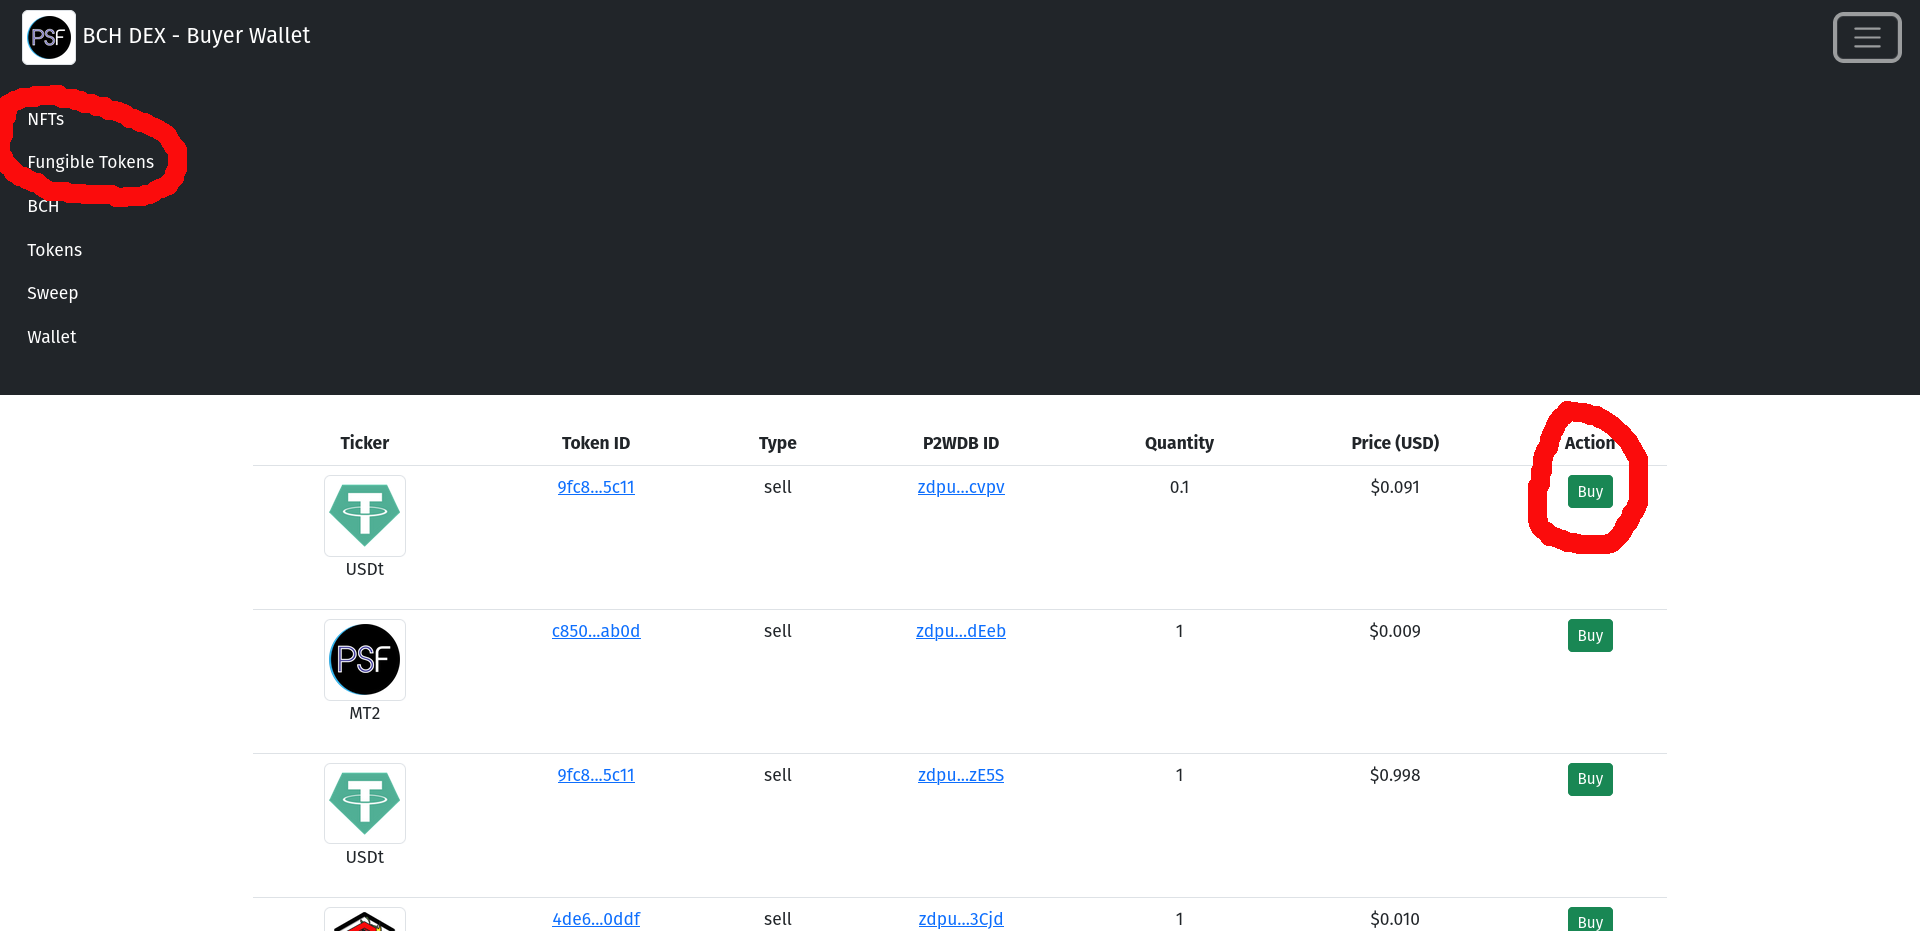 PSF BCH DEX - Buyer Wallet
NFTs
Fungible Tokens
BCH
Tokens
Sweep
Wallet
Ticker Token ID Type P2WDB ID Quantity Price (USD) Action
9fc8...5c11 sell zdpu...cvpv 0.1 $0.091 Buy
USDt
c850...ab0d sell zdpu...dEeb 1 $0.009 Buy
PSF
MT2
9fc8...5c11 sell zdpu...zE5S 1 $0.998 Buy
USDt
4de6...0ddf sell zdpu...3Cjd 1 $0.010 Buy